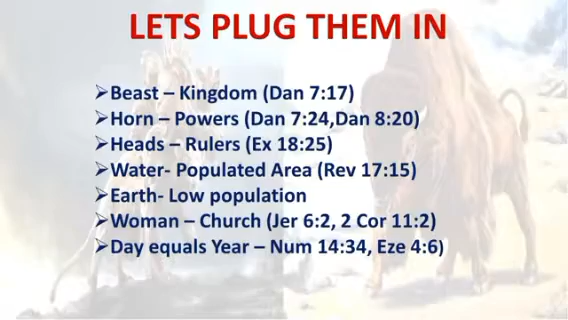 LETS PLUG THEM IN
➢Beast – Kingdom (Dan 7:17)
➢Horn – Powers (Dan 7:24,Dan 8:20)
➢Heads – Rulers (Ex 18:25)
➢Water- Populated Area (Rev 17:15)
➢Earth- Low population
➢Woman – Church (Jer 6:2, 2 Cor 11:2)
➢Day equals Year – Num 14:34, Eze 4:6)